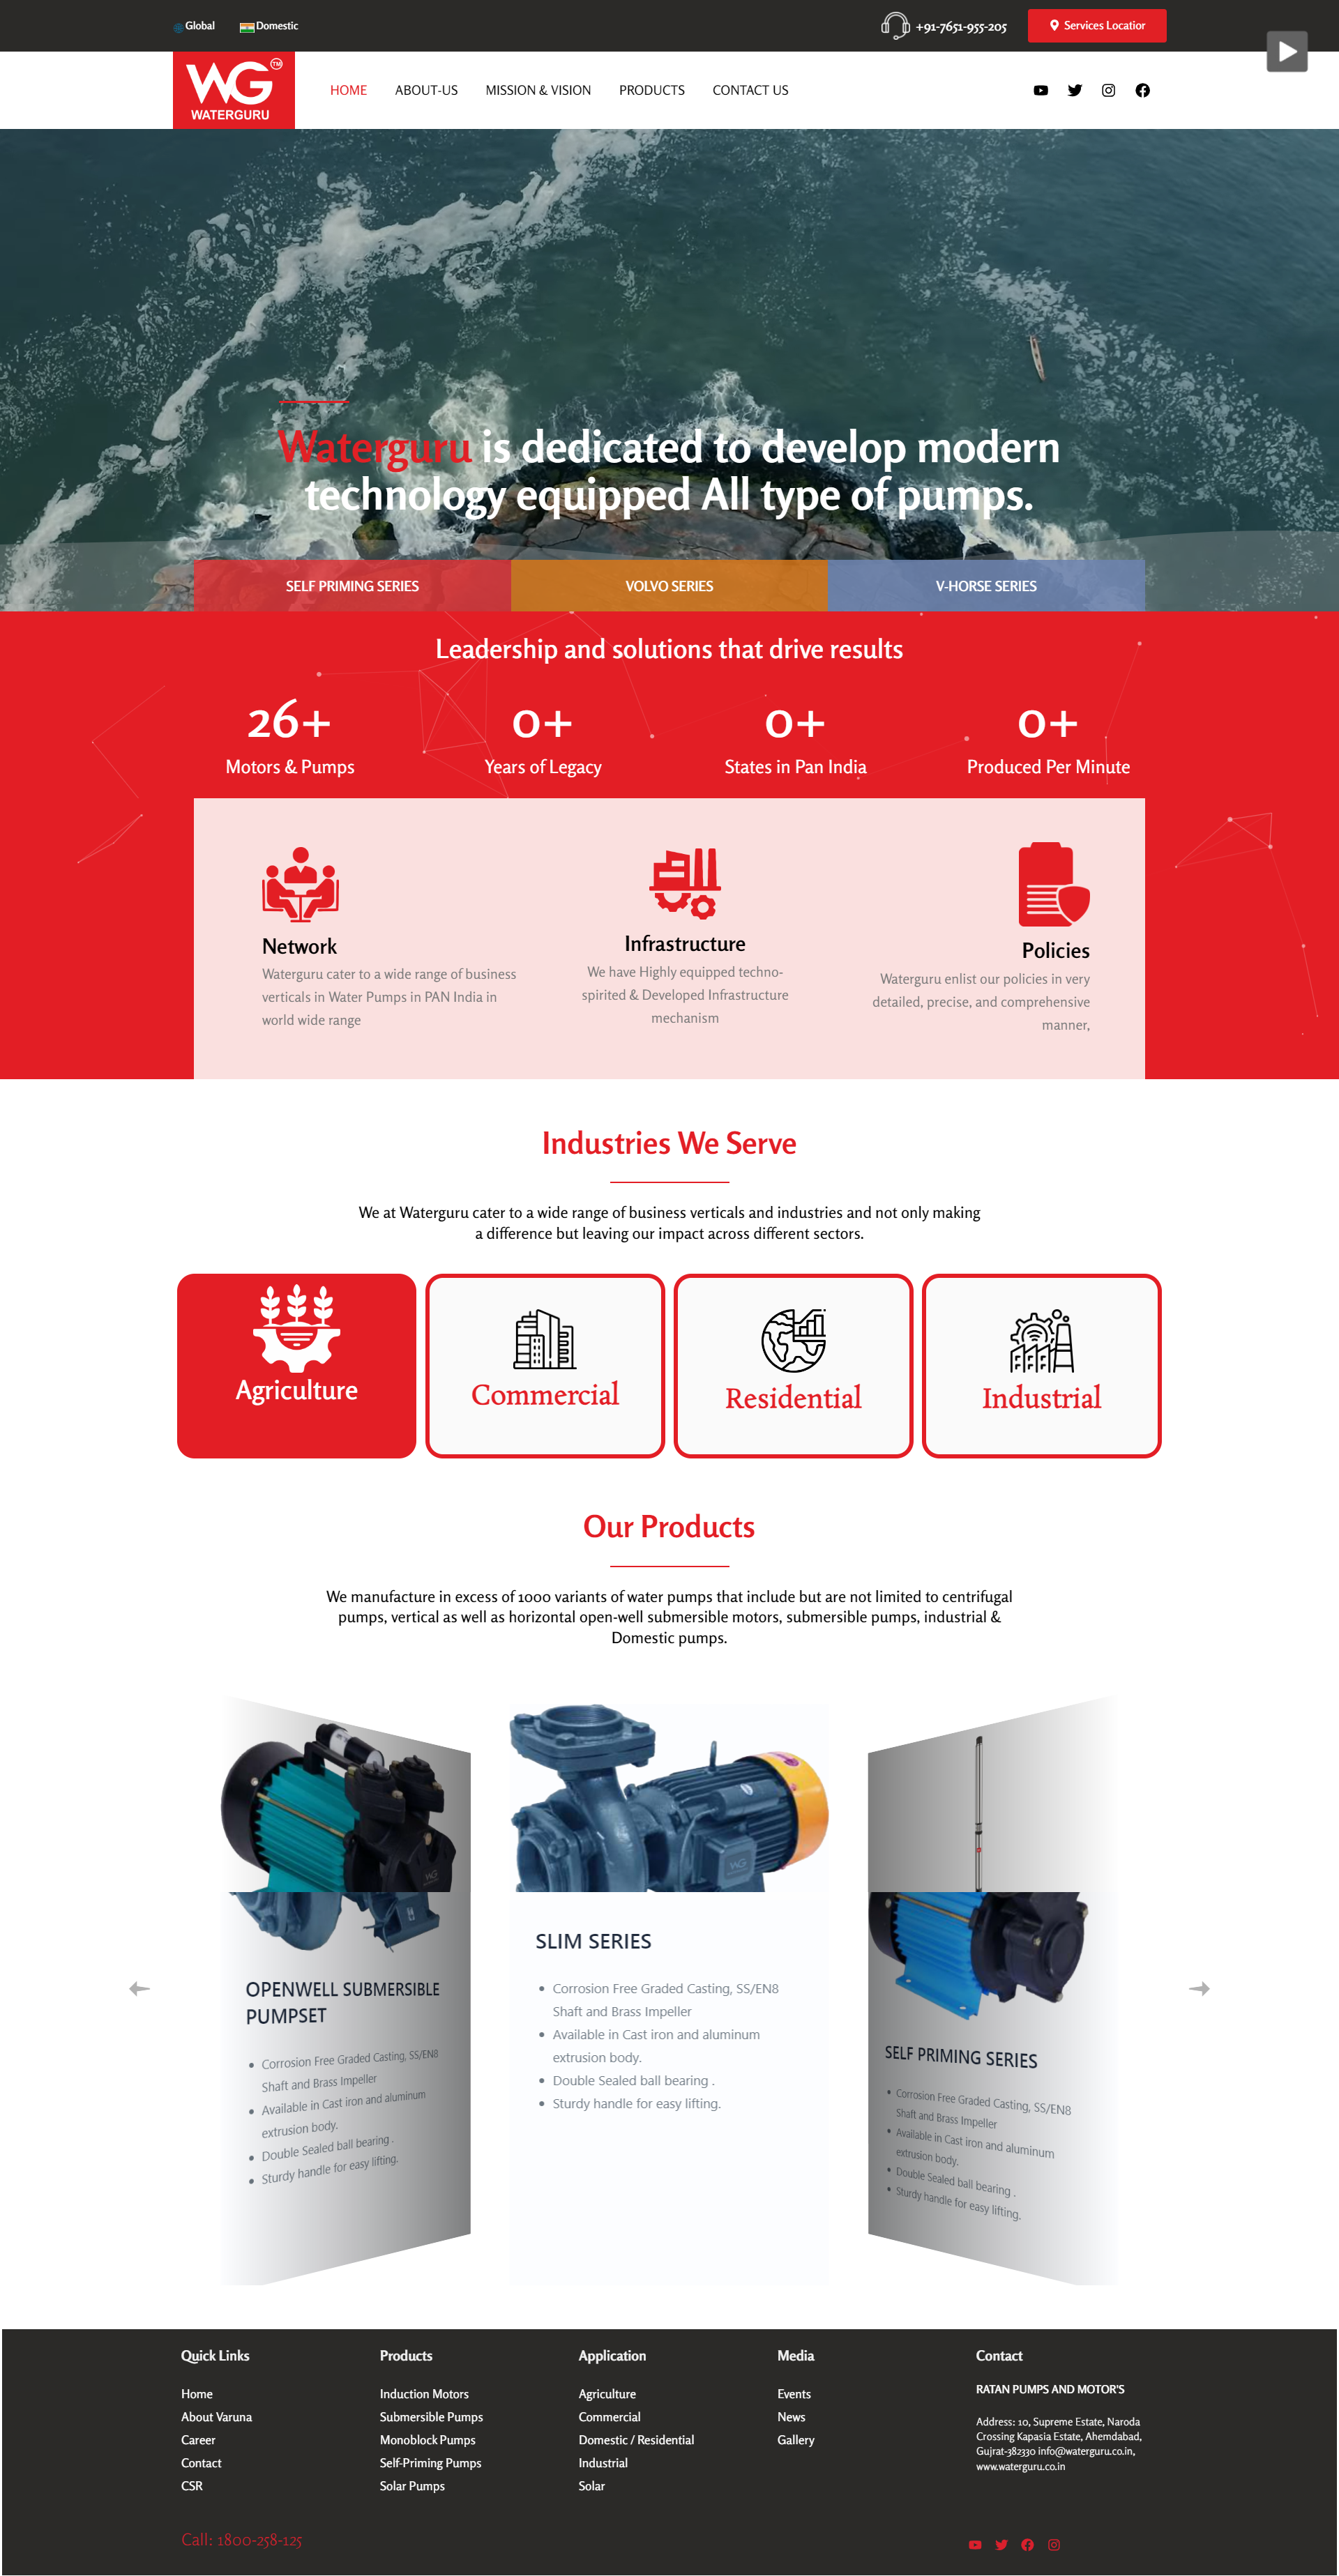 Global
Domestic
+91-7651-955-205
Services Location
WG TM
WATERGURU
HOME
ABOUT-US
MISSION & VISION
PRODUCTS
CONTACT US
Waterguru is dedicated to develop modern
technology equipped All type of pumps.
SELF PRIMING SERIES
VOLVO SERIES
V-HORSE SERIES
Leadership and solutions that drive results
26+
Motors & Pumps
0+
Years of Legacy
0+
States in Pan India
0+
Produced Per Minute
Network
Waterguru cater to a wide range of business
verticals in Water Pumps in PAN India in
world wide range
Infrastructure
We have Highly equipped techno-
spirited & Developed Infrastructure
mechanism
Policies
Waterguru enlist our policies in very
detailed, precise, and comprehensive
manner,
Industries We Serve
We at Waterguru cater to a wide range of business verticals and industries and not only making
a difference but leaving our impact across different sectors.
Agriculture
Commercial
Residential
Industrial
Our Products
We manufacture in excess of 1000 variants of water pumps that include but are not limited to centrifugal
pumps, vertical as well as horizontal open-well submersible motors, submersible pumps, industrial &
Domestic pumps.
WG
WG
OPENWELL SUBMERSIBLE
PUMPSET
Corrosion Free Graded Casting, SS/EN8
Shaft and Brass Impeller
Available in Cast iron and aluminum
extrusion body.
Double Sealed ball bearing .
Sturdy handle for easy lifting.
SLIM SERIES
Corrosion Free Graded Casting, SS/EN8
Shaft and Brass Impeller
Available in Cast iron and aluminum
extrusion body.
Double Sealed ball bearing .
Sturdy handle for easy lifting.
SELF PRIMING SERIES
Corrosion Free Graded Casting, SS/EN8
Shaft and Brass Impeller
Available in Cast iron and aluminum
extrusion body.
Double Sealed ball bearing .
Sturdy handle for easy lifting.
Quick Links
Home
About Varuna
Career
Contact
CSR
Products
Induction Motors
Submersible Pumps
Monoblock Pumps
Self-Priming Pumps
Solar Pumps
Application
Agriculture
Commercial
Domestic / Residential
Industrial
Solar
Media
Events
News
Gallery
Contact
RATAN PUMPS AND MOTOR'S
Address: 10, Supreme Estate, Naroda
Crossing Kapasia Estate, Ahemdabad,
Gujrat-382330 info@waterguru.co.in,
www.waterguru.co.in
Call: 1800-258-125